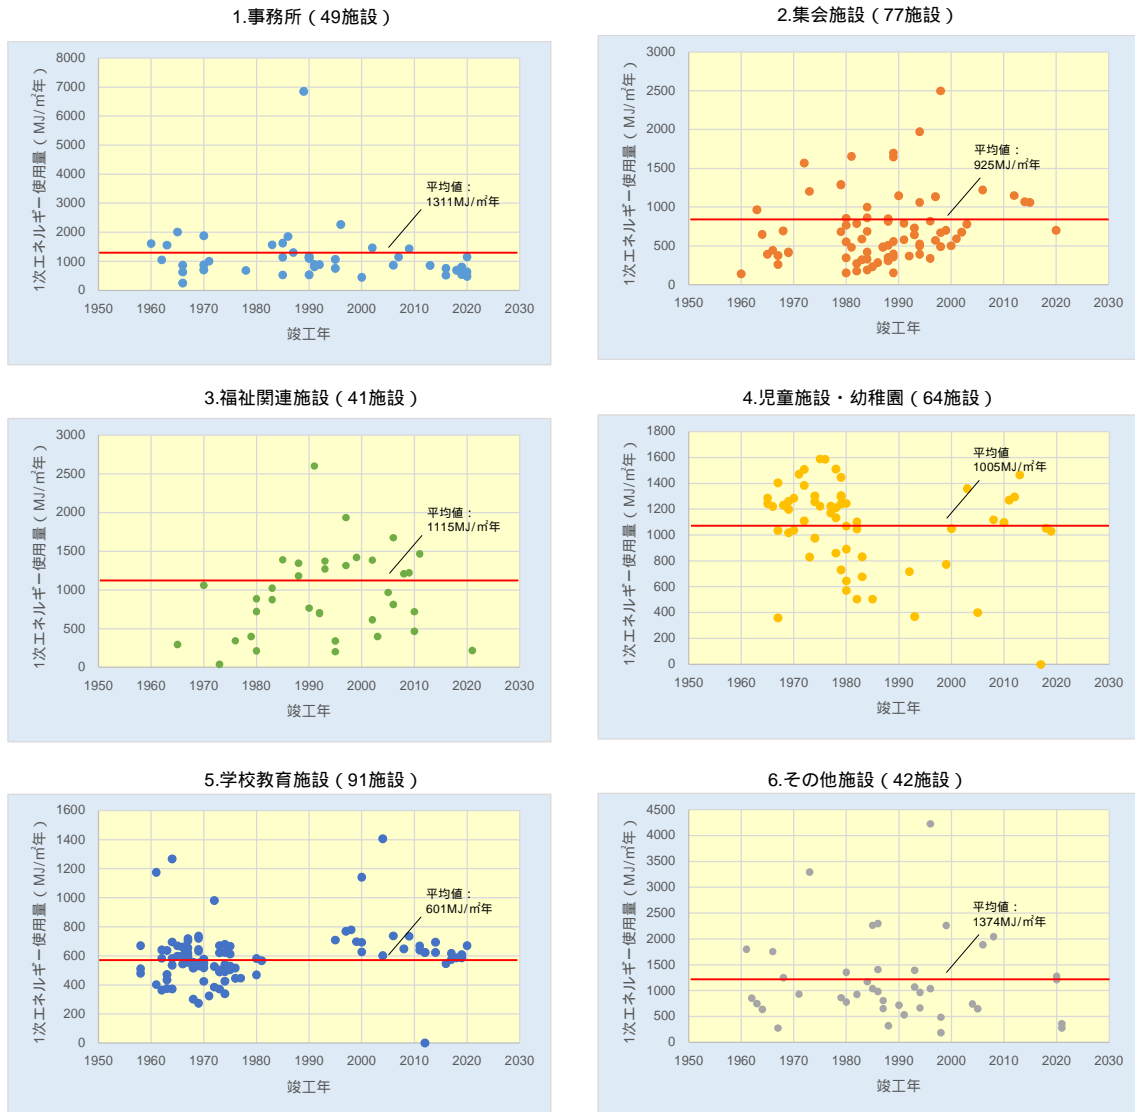 1.事務所（49施設）
1次エネルギー使用量（MJ/㎡年）
8000
7000
6000
5000
4000
3000
2000
1000
0
平均値：
1311MJ/㎡年
1950 1960 1970 1980 1990 2000 2010 2020 2030
竣工年
2.集会施設（77施設）
1次エネルギー使用量（MJ/㎡年）
3000
2500
2000
1500
1000
500
0
平均値：
925MJ/㎡年
1950 1960 1970 1980 1990 2000 2010 2020 2030
竣工年
3.福祉関連施設（41施設）
1次エネルギー使用量（MJ/㎡年）
3000
2500
2000
1500
1000
500
0
平均値：
1115MJ/㎡年
1950 1960 1970 1980 1990 2000 2010 2020 2030
竣工年
4.児童施設・幼稚園（64施設）
1次エネルギー使用量（MJ/㎡年）
1800
1600
1400
1200
1000
800
600
400
200
0
平均値
1005MJ/㎡年
1950 1960 1970 1980 1990 2000 2010 2020 2030
竣工年
5.学校教育施設（91施設）
1次エネルギー使用量（MJ/㎡年）
1600
1400
1200
1000
800
600
400
200
0
平均値：
601MJ/㎡年
1950 1960 1970 1980 1990 2000 2010 2020 2030
竣工年
6.その他施設（42施設）
1次エネルギー使用量（MJ/㎡年）
4500
4000
3500
3000
2500
2000
1500
1000
500
0
平均値：
1374MJ/㎡年
1950 1960 1970 1980 1990 2000 2010 2020 2030
竣工年